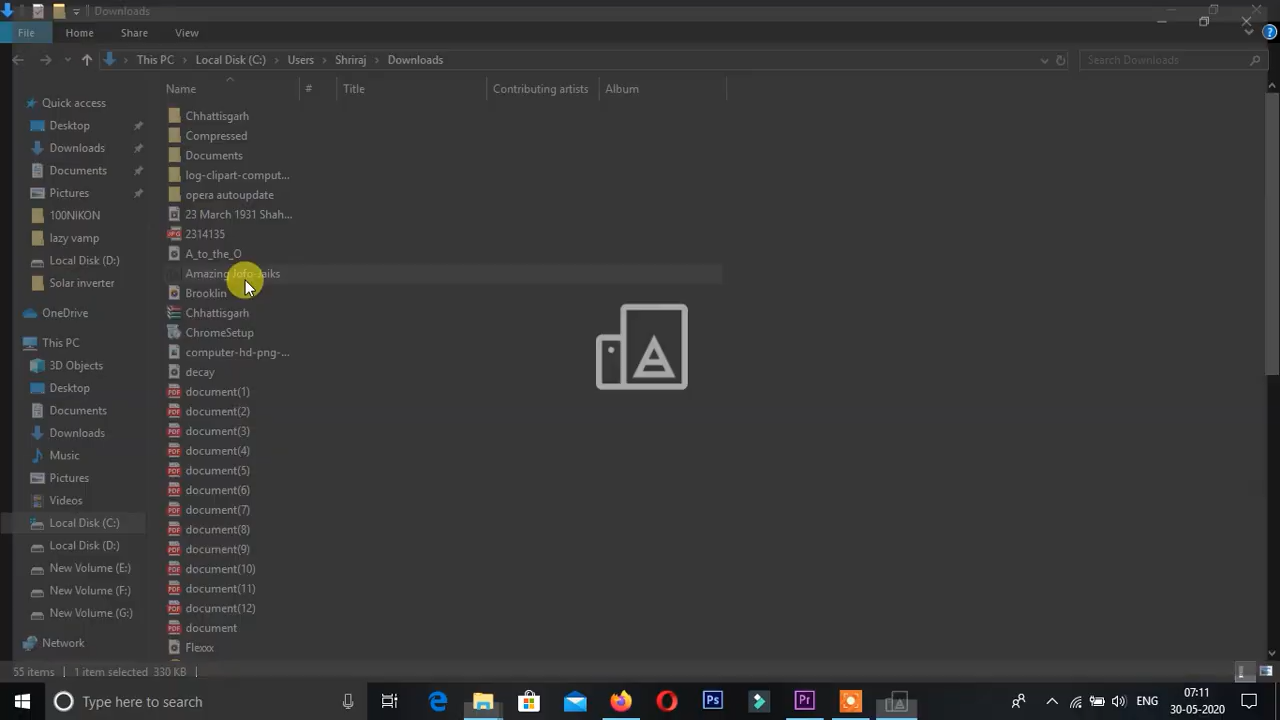 Downloads
File Home Share View
This PC Local Disk (C:) Users Shriraj Downloads Search Downloads
Name # Title Contributing artists Album
Quick access
Desktop
Downloads
Documents
Pictures
100NIKON
lazy vamp
Local Disk (D:)
Solar inverter
OneDrive
This PC
3D Objects
Desktop
Documents
Downloads
Music
Pictures
Videos
Local Disk (C:)
Local Disk (D:)
New Volume (E:)
New Volume (F:)
New Volume (G:)
Network
Chhattisgarh
Compressed
Documents
log-clipart-comput...
opera autoupdate
23 March 1931 Shah...
2314135
A_to_the_O
Amazing Jofo Jaiks
Brooklin
Chhattisgarh
ChromeSetup
computer-hd-png-...
decay
document(1)
document(2)
document(3)
document(4)
document(5)
document(6)
document(7)
document(8)
document(9)
document(10)
document(11)
document(12)
document
Flexxx
55 items 1 item selected 330 KB
Type here to search
Ps
Pr
ENG
07:11
30-05-2020